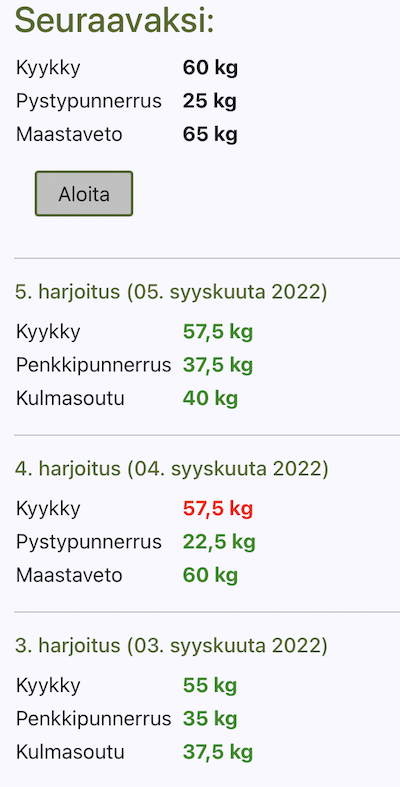 Seuraavaksi:
Kyykky 60 kg
Pystypunnerrus 25 kg
Maastaveto 65 kg
Aloita
5. harjoitus (05. syyskuuta 2022)
Kyykky 57,5 kg
Penkkipunnerrus 37,5 kg
Kulmasoutu 40 kg
4. harjoitus (04. syyskuuta 2022)
Kyykky 57,5 kg
Pystypunnerrus 22,5 kg
Maastaveto 60 kg
3. harjoitus (03. syyskuuta 2022)
Kyykky 55 kg
Penkkipunnerrus 35 kg
Kulmasoutu 37,5 kg